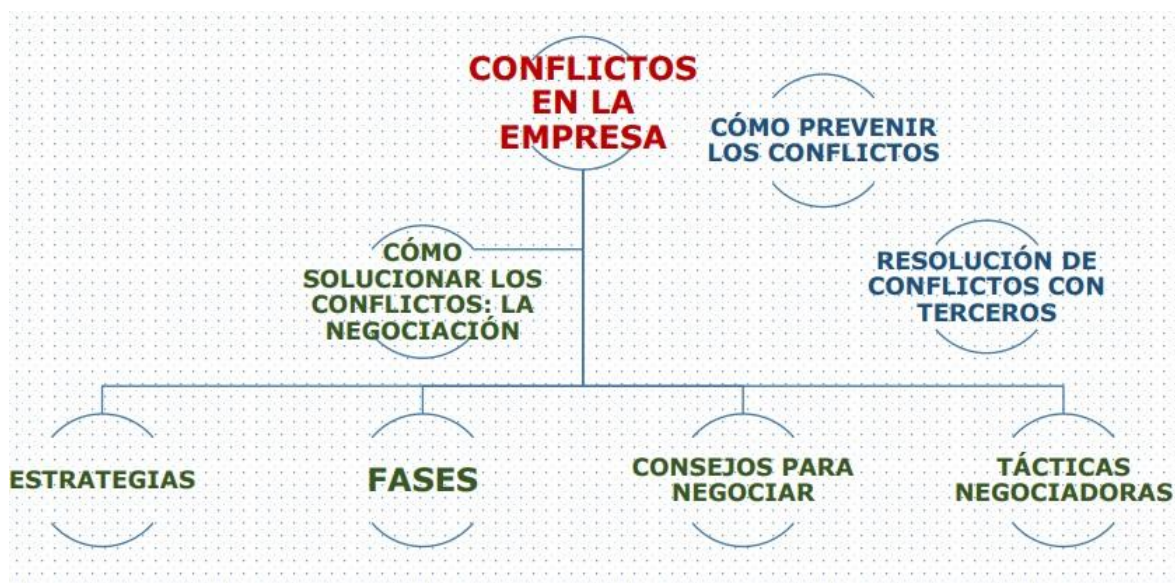 CONFLICTOS
EN LA
EMPRESA
CÓMO PREVENIR
LOS CONFLICTOS
CÓMO
SOLUCIONAR LOS
CONFLICTOS: LA
NEGOCIACIÓN
RESOLUCIÓN DE
CONFLICTOS CON
TERCEROS
ESTRATEGIAS
FASES
CONSEJOS PARA
NEGOCIAR
TÁCTICAS
NEGOCIADORAS